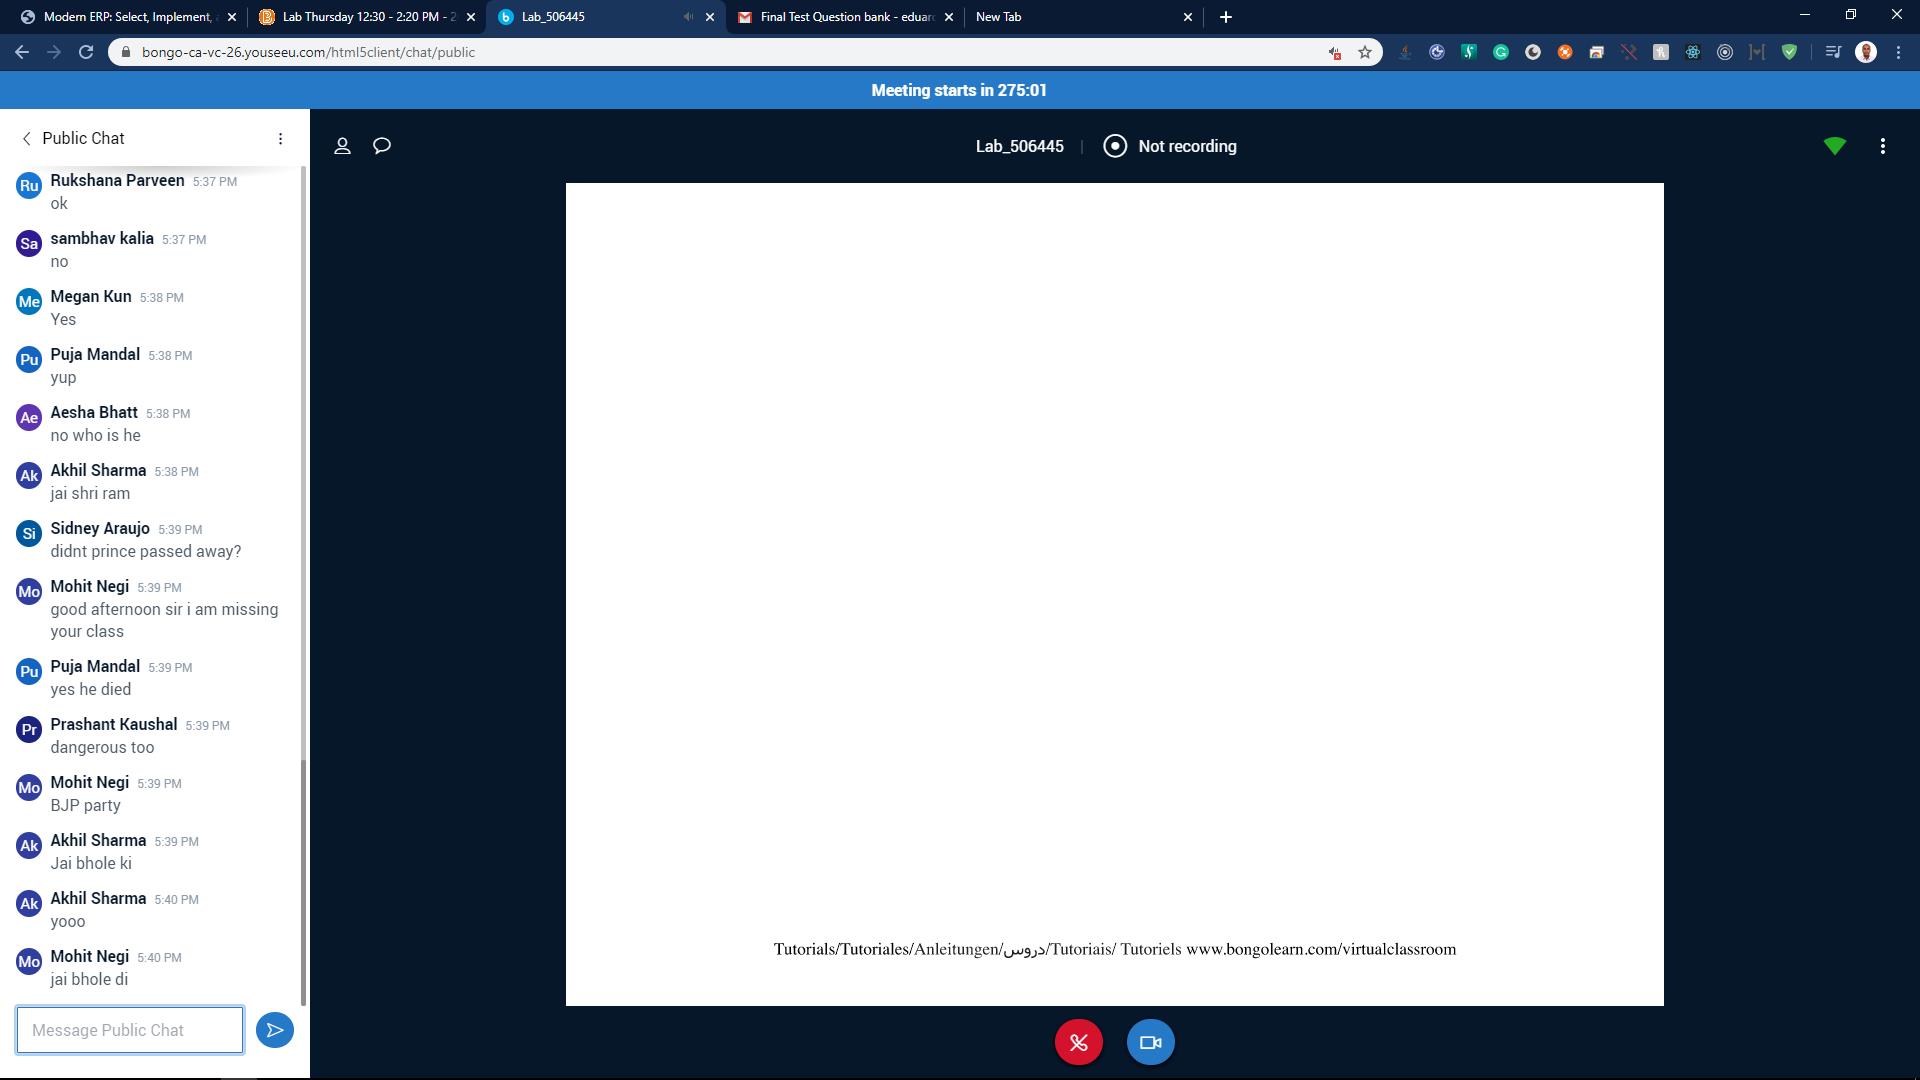 Modern ERP: Select, Implement,
Lab Thursday 12:30 - 2:20 PM - 2
Lab_506445
Final Test Question bank - eduar
New Tab
bongo-ca-vc-26.youseeu.com/html5client/chat/public
Meeting starts in 275:01
Public Chat
Lab_506445 | Not recording
Ru Rukshana Parveen 5:37 PM
ok
Sa sambhav kalia 5:37 PM
no
Me Megan Kun 5:38 PM
Yes
Pu Puja Mandal 5:38 PM
yup
Ae Aesha Bhatt 5:38 PM
no who is he
Ak Akhil Sharma 5:38 PM
jai shri ram
Si Sidney Araujo 5:39 PM
didnt prince passed away?
Mo Mohit Negi 5:39 PM
good afternoon sir i am missing
your class
Pu Puja Mandal 5:39 PM
yes he died
Pr Prashant Kaushal 5:39 PM
dangerous too
Mo Mohit Negi 5:39 PM
BJP party
Ak Akhil Sharma 5:39 PM
Jai bhole ki
Ak Akhil Sharma 5:40 PM
yooo
Mo Mohit Negi 5:40 PM
jai bhole di
Message Public Chat
Tutorials/Tutoriales/Anleitungen/دروس/Tutoriais/ Tutoriels www.bongolearn.com/virtualclassroom